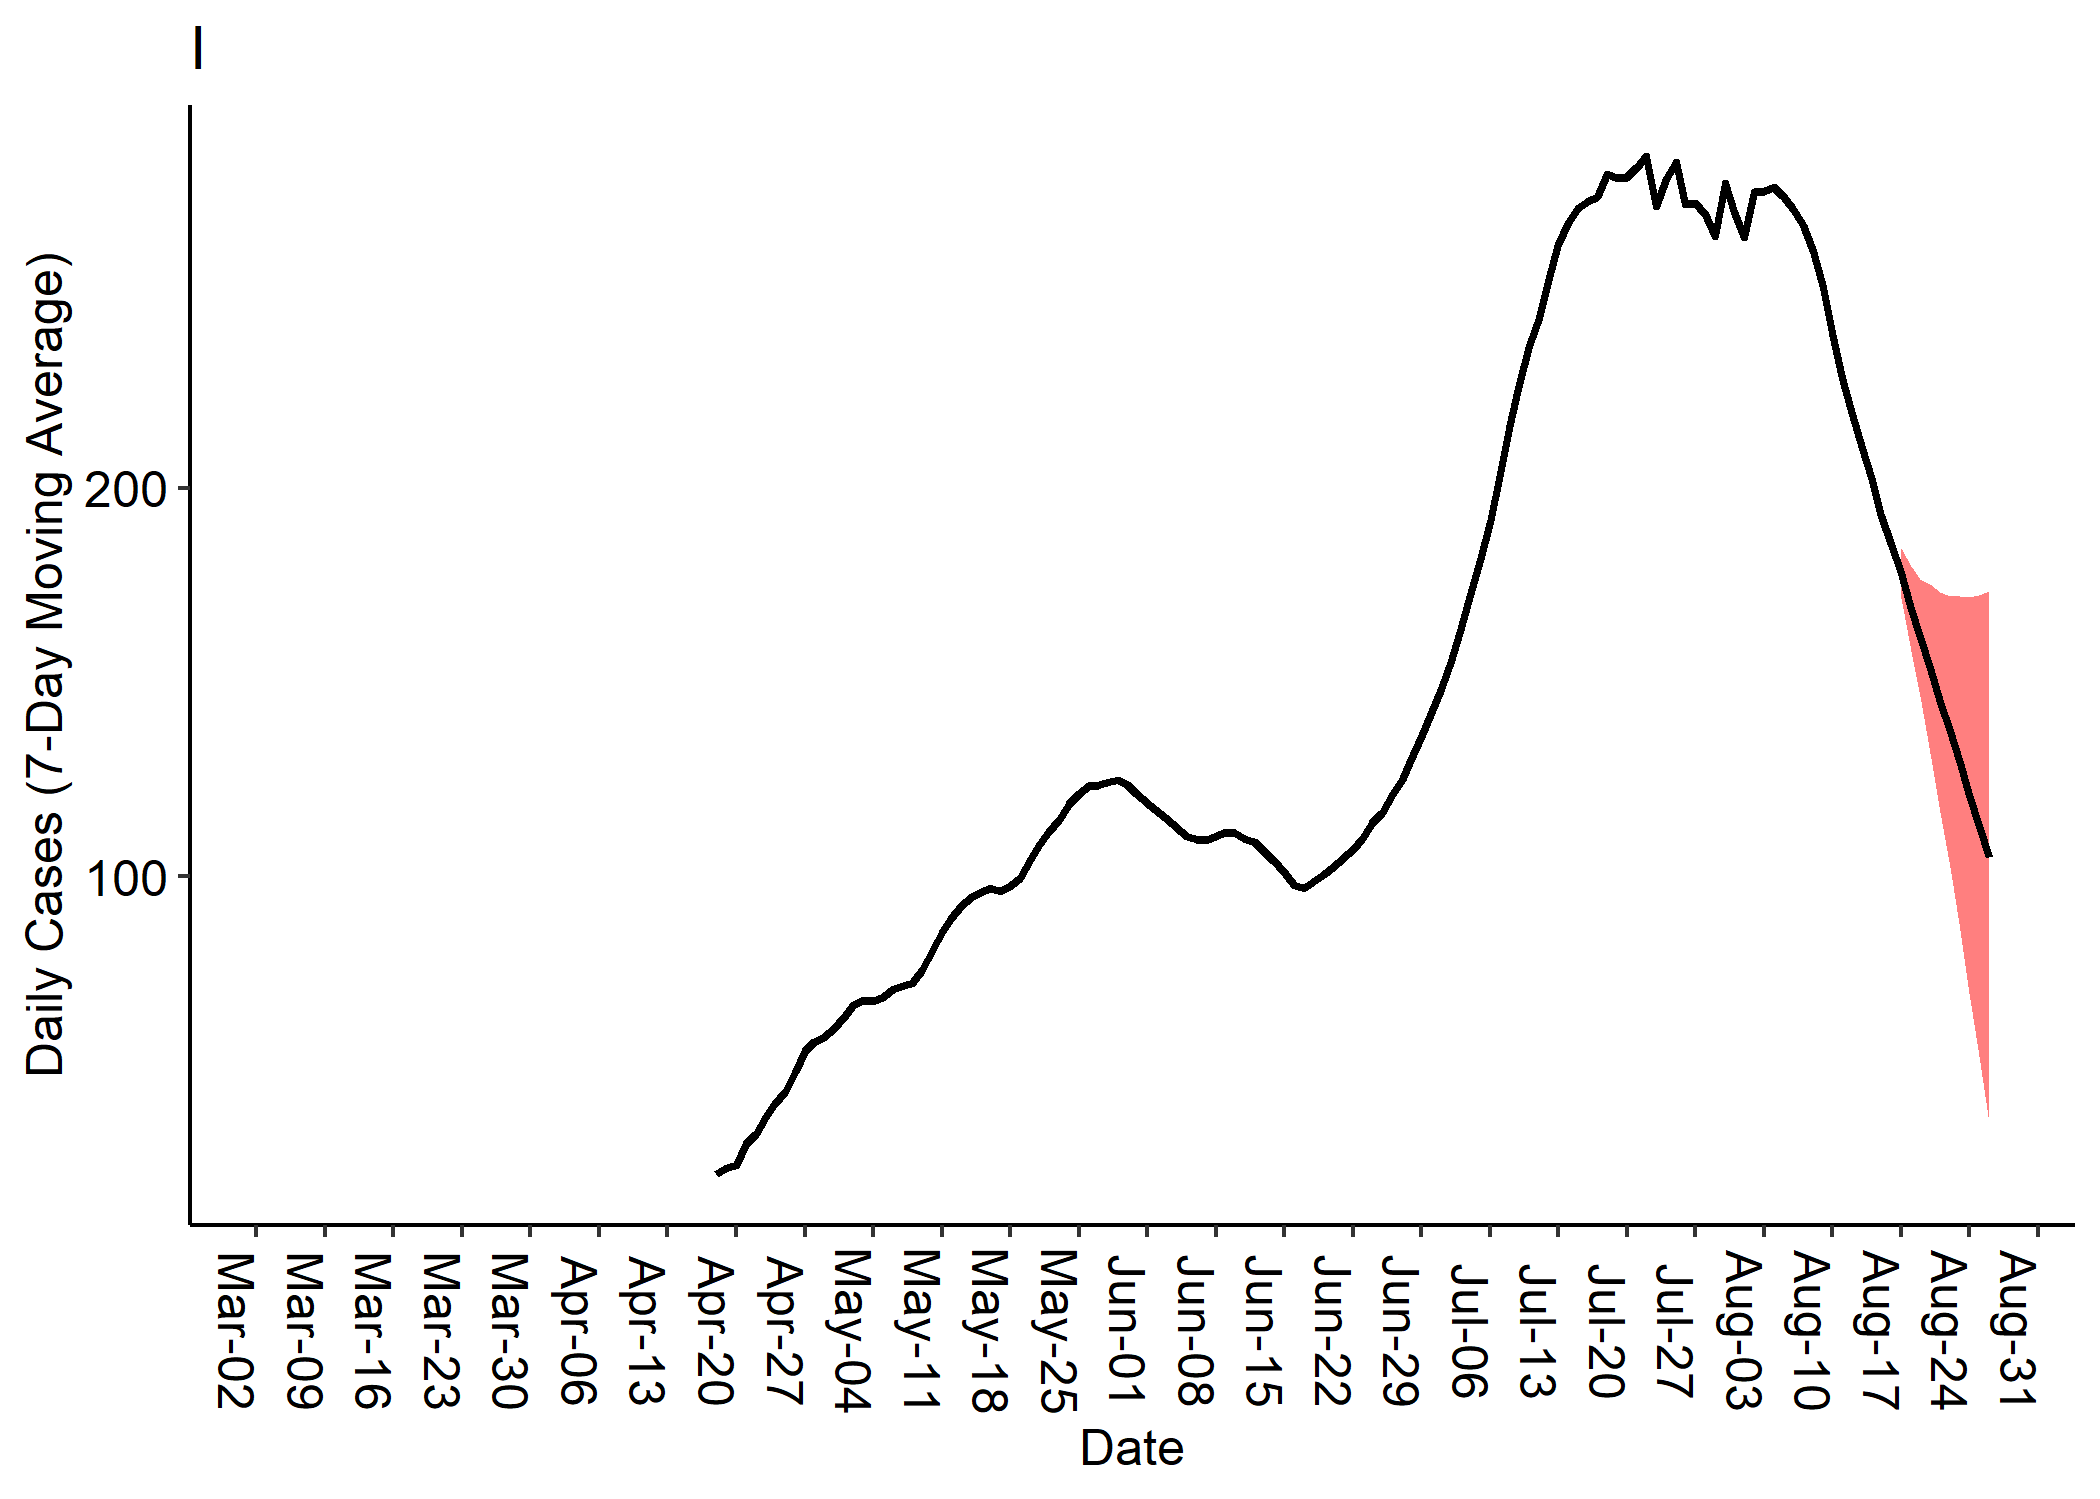 I
Daily Cases (7-Day Moving Average)
200
100
Mar-02
Mar-09
Mar-16
Mar-23
Mar-30
Apr-06
Apr-13
Apr-20
Apr-27
May-04
May-11
May-18
May-25
Jun-01
Jun-08
Jun-15
Jun-22
Jun-29
Jul-06
Jul-13
Jul-20
Jul-27
Aug-03
Aug-10
Aug-17
Aug-24
Aug-31
Date